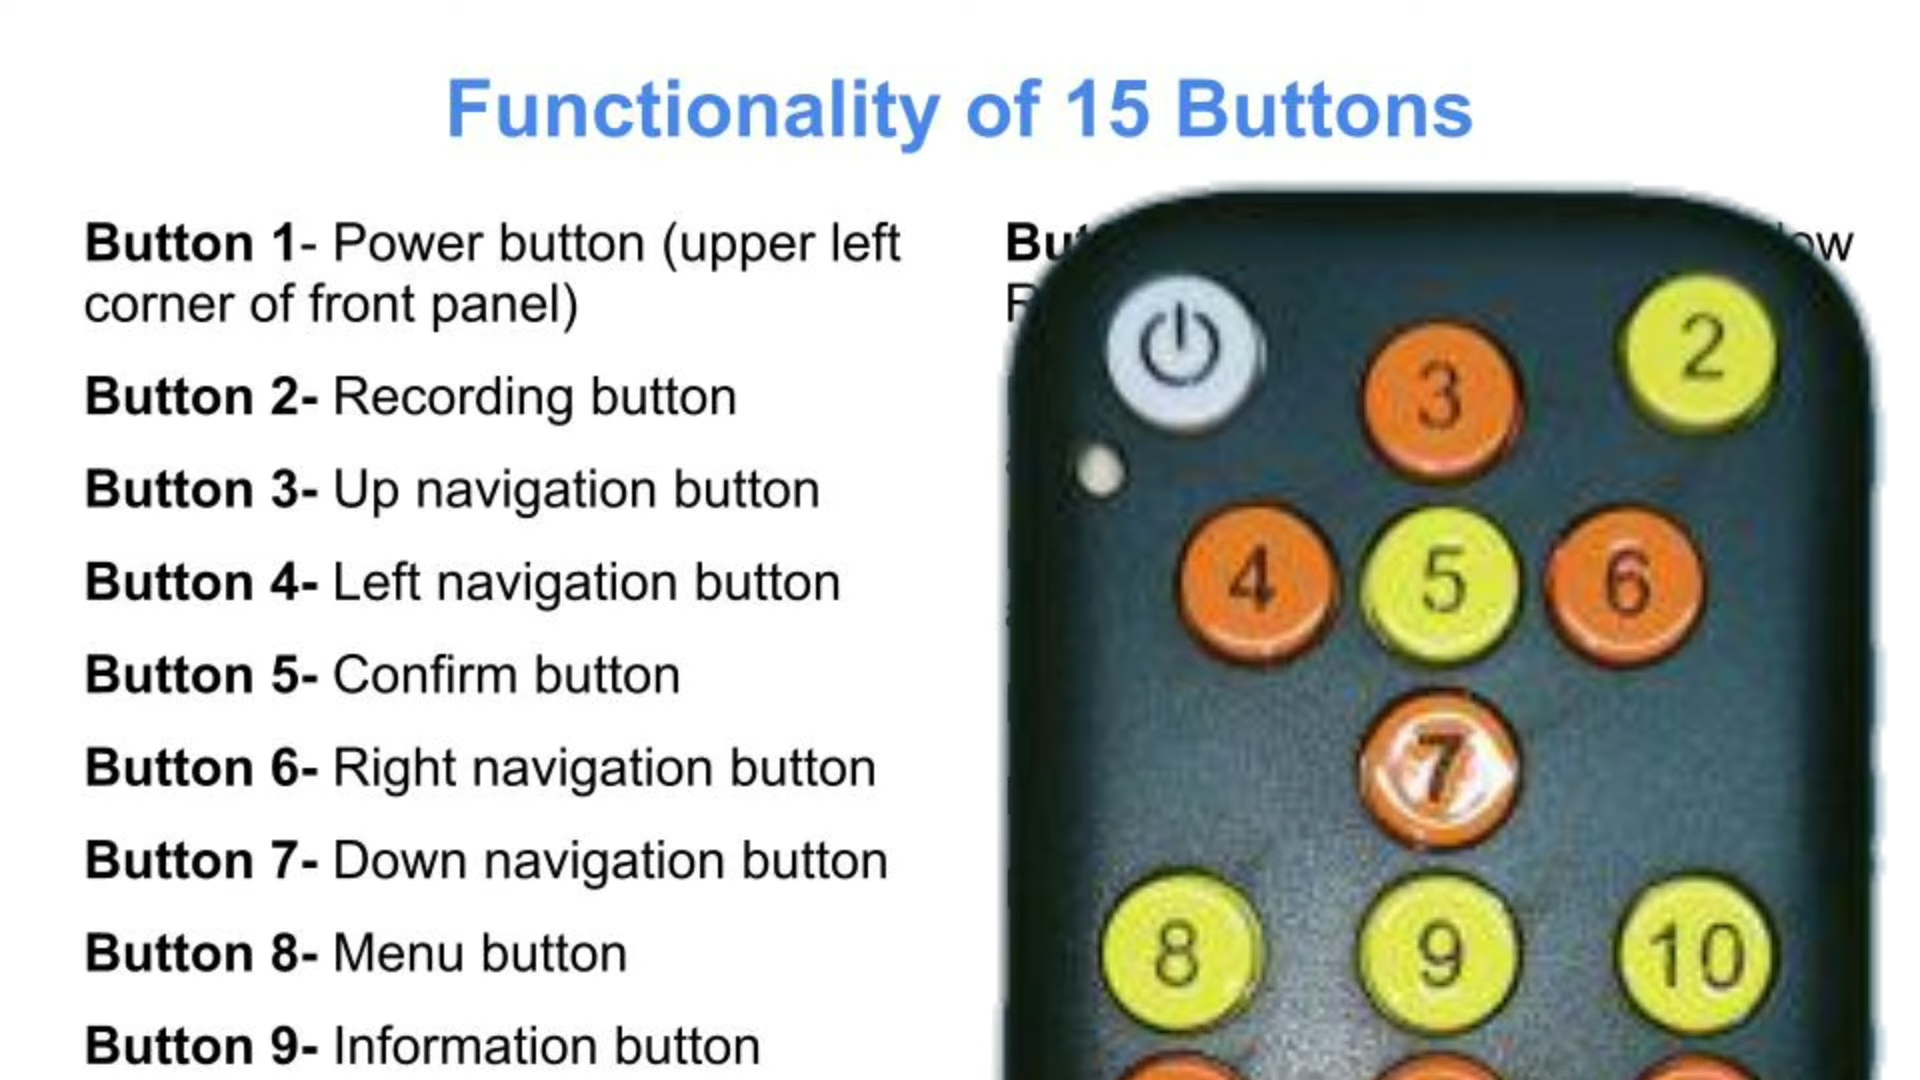 Functionality of 15 Buttons
Button 1- Power button (upper left
corner of front panel)
Button 2- Recording button
Button 3- Up navigation button
Button 4- Left navigation button
Button 5- Confirm button
Button 6- Right navigation button
Button 7- Down navigation button
Button 8- Menu button
Button 9- Information button
2
3
4
5
6
7
8
9
10